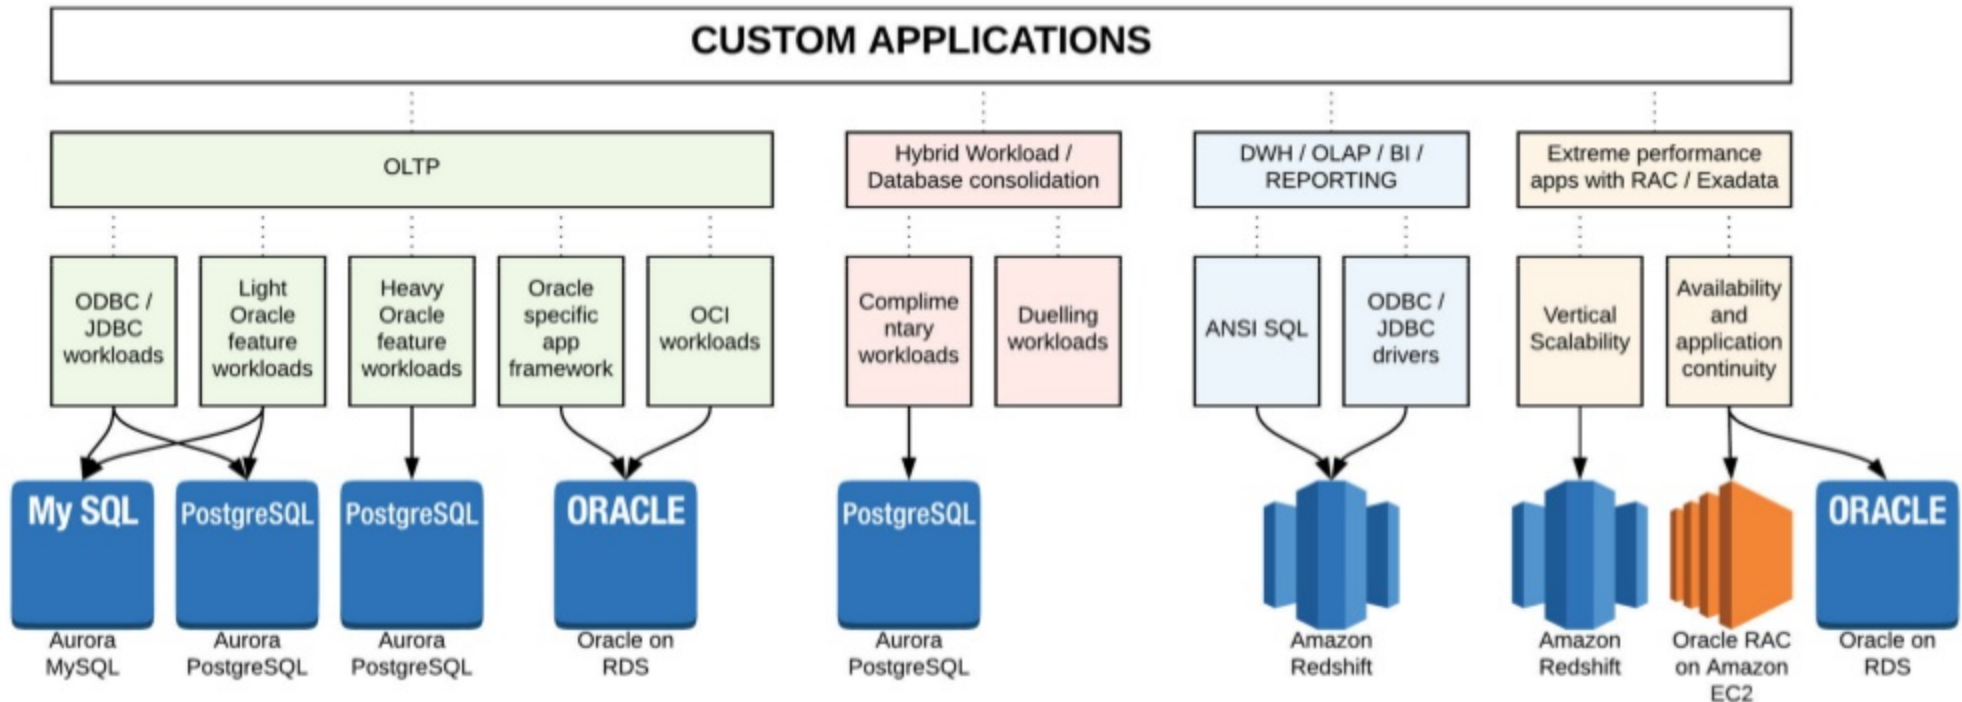 CUSTOM APPLICATIONS
OLTP
Hybrid Workload /
Database consolidation
DWH / OLAP / BI /
REPORTING
Extreme performance
apps with RAC / Exadata
ODBC /
JDBC
workloads
Light
Oracle
feature
workloads
Heavy
Oracle
feature
workloads
Oracle
specific
app
framework
OCI
workloads
Complime
ntary
workloads
Duelling
workloads
ANSI SQL
ODBC /
JDBC
drivers
Vertical
Scalability
Availability
and
application
continuity
My SQL
Aurora
MySQL
PostgreSQL
Aurora
PostgreSQL
PostgreSQL
Aurora
PostgreSQL
ORACLE
Oracle on
RDS
PostgreSQL
Aurora
PostgreSQL
Amazon
Redshift
Amazon
Redshift
Oracle RAC
on Amazon
EC2
ORACLE
Oracle on
RDS